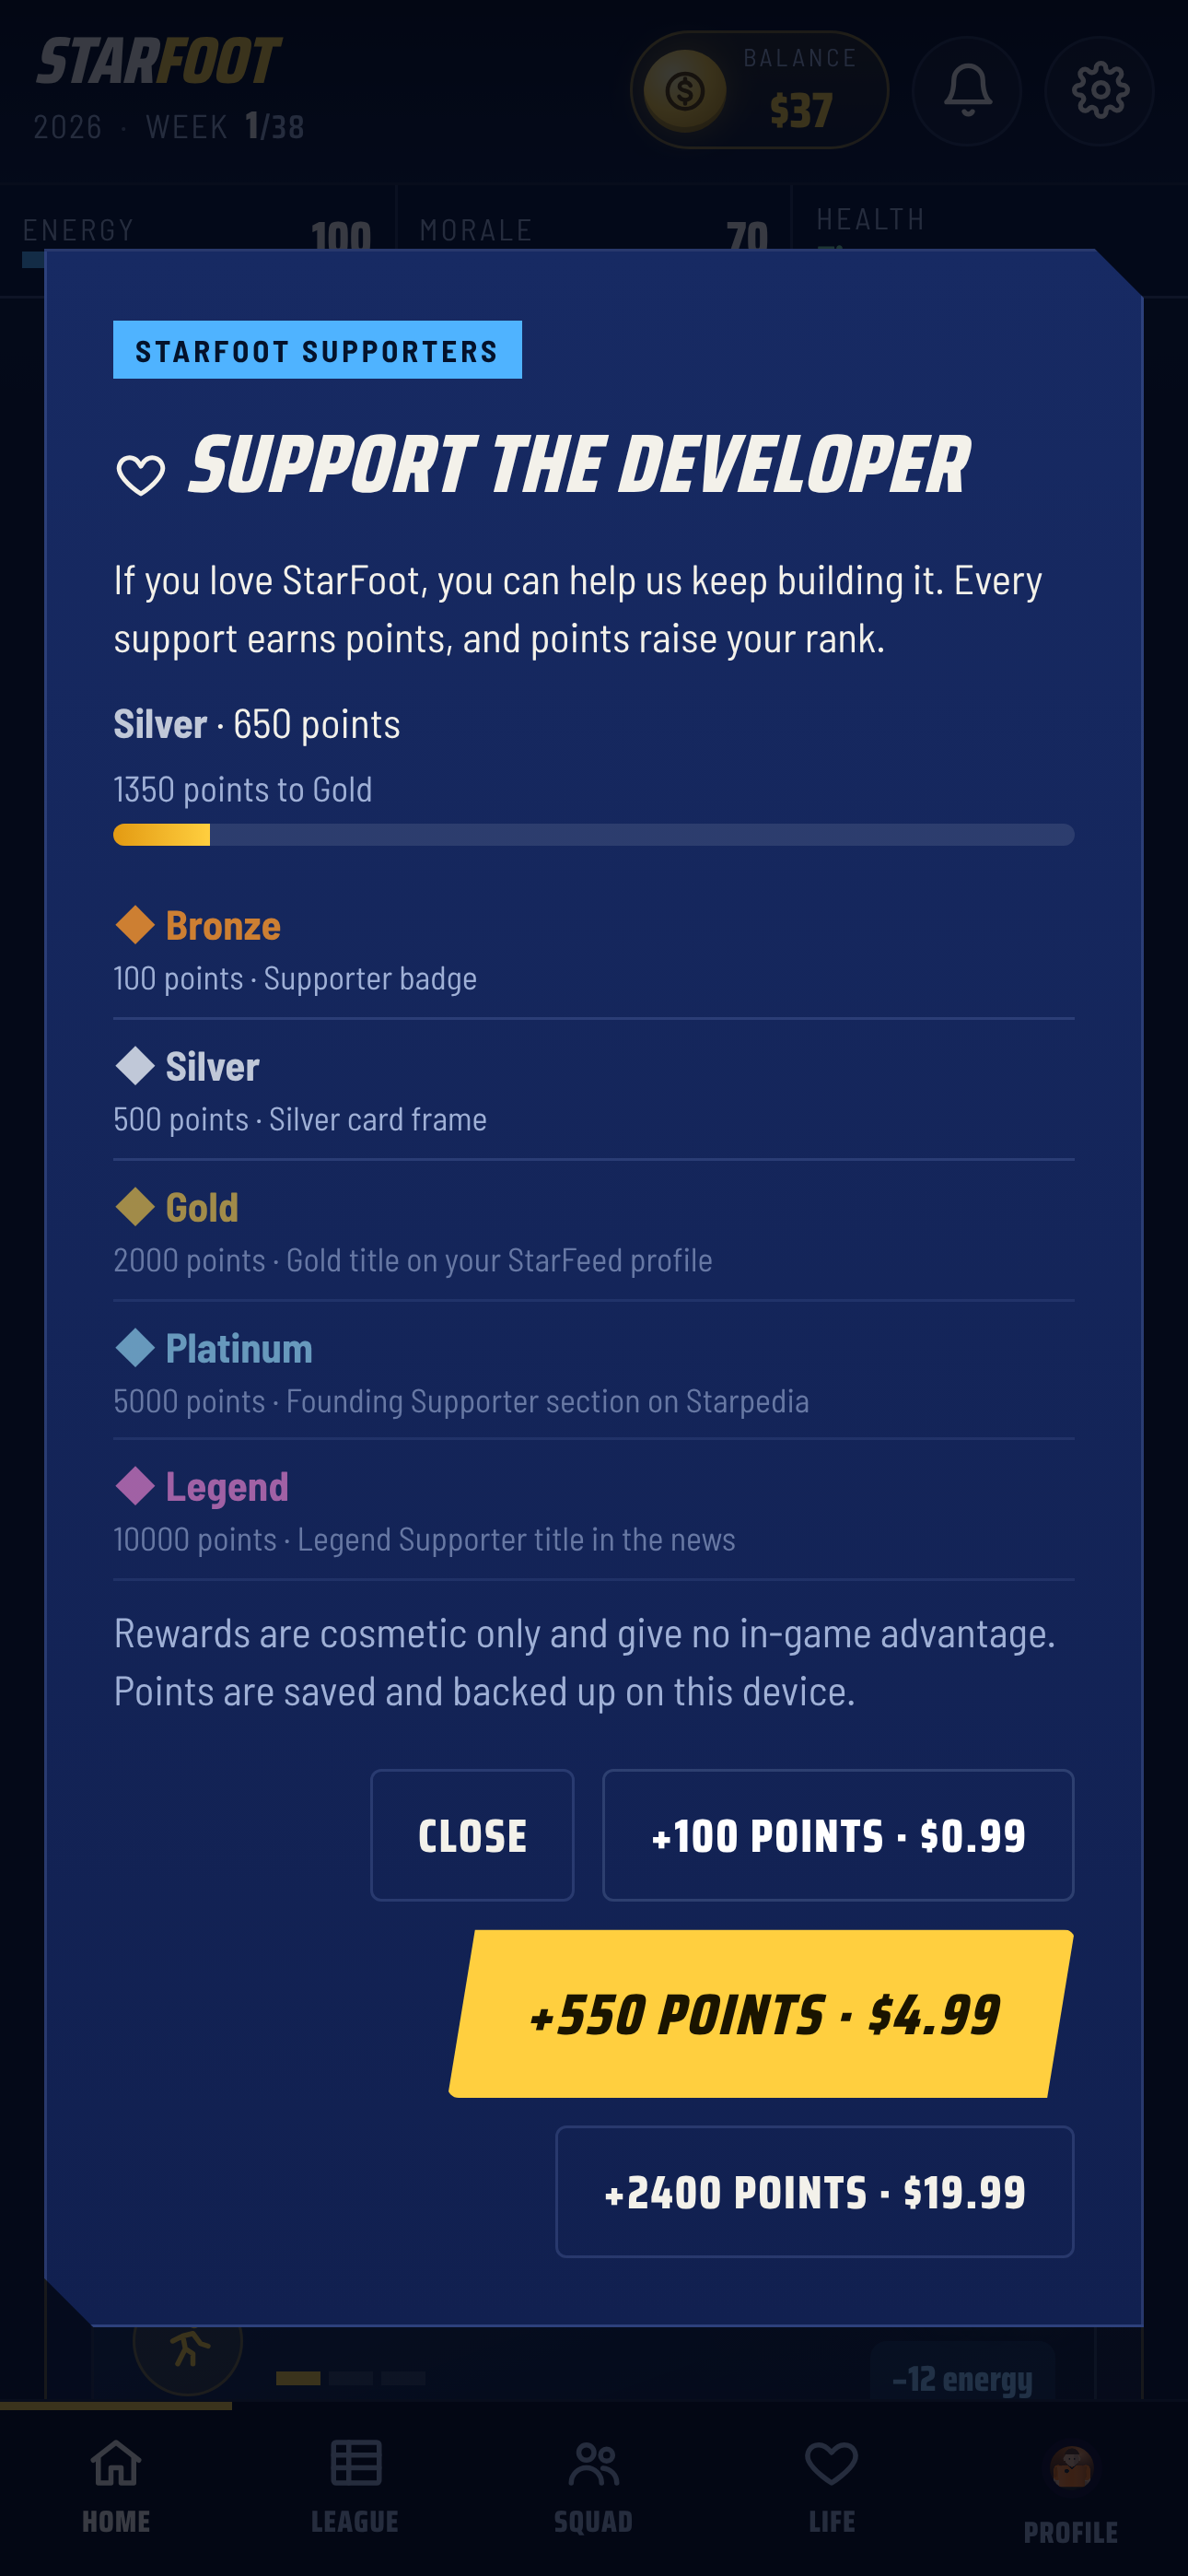 STARFOOT
2026 · WEEK 1/38
BALANCE
$37
ENERGY 100
MORALE 70
HEALTH
STARFOOT SUPPORTERS
SUPPORT THE DEVELOPER
If you love StarFoot, you can help us keep building it. Every
support earns points, and points raise your rank.
Silver · 650 points
1350 points to Gold
Bronze
100 points · Supporter badge
Silver
500 points · Silver card frame
Gold
2000 points · Gold title on your StarFeed profile
Platinum
5000 points · Founding Supporter section on Starpedia
Legend
10000 points · Legend Supporter title in the news
Rewards are cosmetic only and give no in-game advantage.
Points are saved and backed up on this device.
CLOSE
+100 POINTS · $0.99
+550 POINTS · $4.99
+2400 POINTS · $19.99
−12 energy
HOME
LEAGUE
SQUAD
LIFE
PROFILE